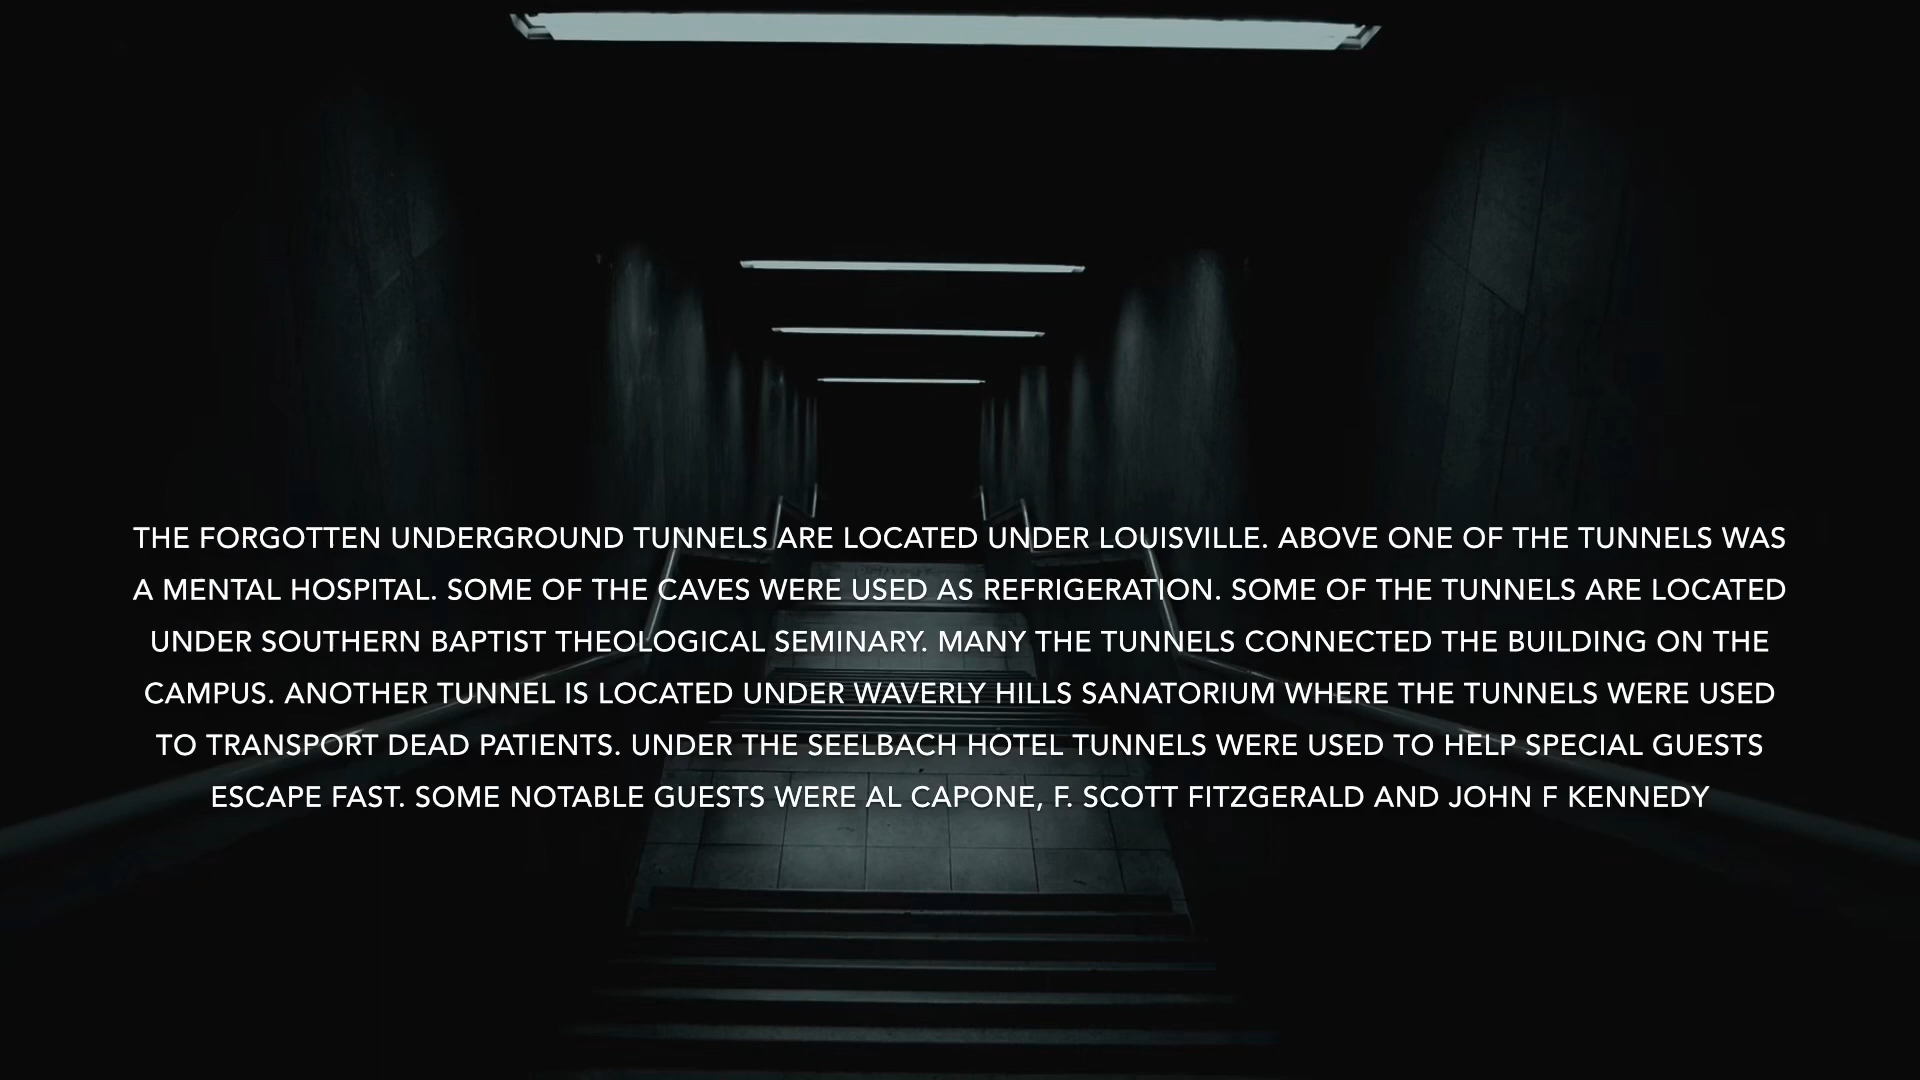 THE FORGOTTEN UNDERGROUND TUNNELS ARE LOCATED UNDER LOUISVILLE. ABOVE ONE OF THE TUNNELS WAS
A MENTAL HOSPITAL. SOME OF THE CAVES WERE USED AS REFRIGERATION. SOME OF THE TUNNELS ARE LOCATED
UNDER SOUTHERN BAPTIST THEOLOGICAL SEMINARY. MANY THE TUNNELS CONNECTED THE BUILDING ON THE
CAMPUS. ANOTHER TUNNEL IS LOCATED UNDER WAVERLY HILLS SANATORIUM WHERE THE TUNNELS WERE USED
TO TRANSPORT DEAD PATIENTS. UNDER THE SEELBACH HOTEL TUNNELS WERE USED TO HELP SPECIAL GUESTS
ESCAPE FAST. SOME NOTABLE GUESTS WERE AL CAPONE, F. SCOTT FITZGERALD AND JOHN F KENNEDY